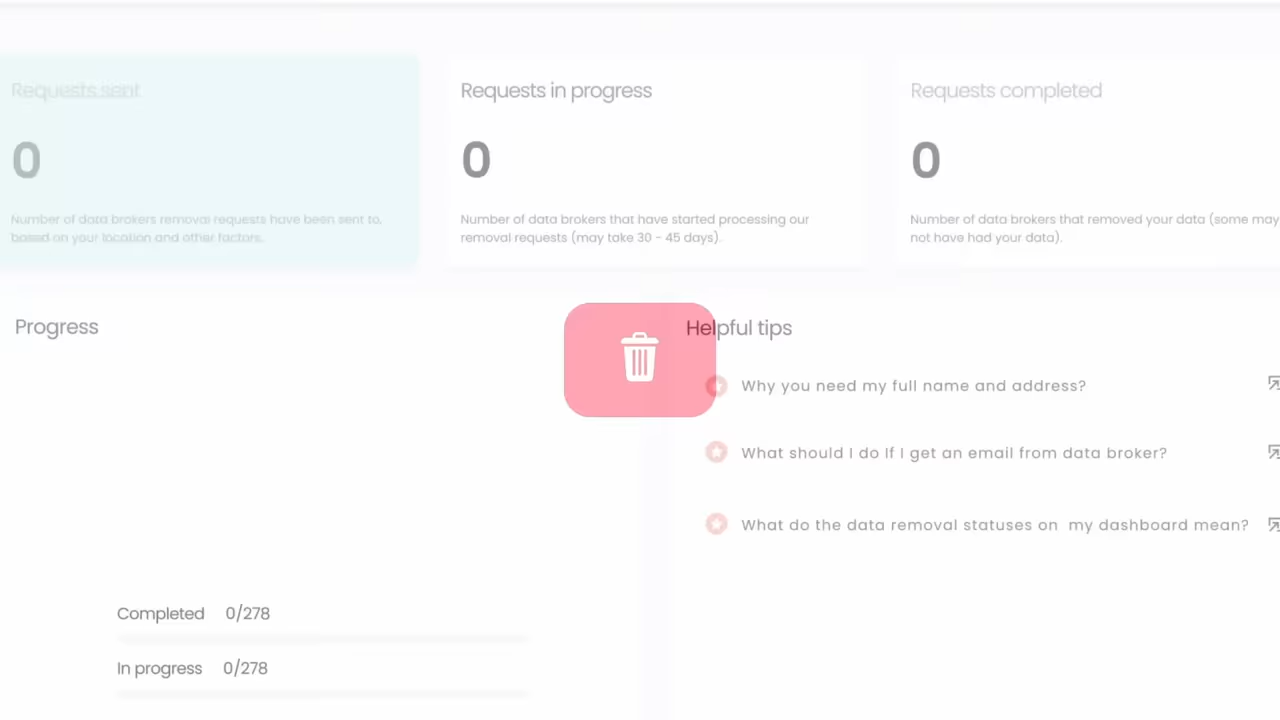 Requests sent
Requests in progress
Requests completed
0
0
0
Number of data brokers removal requests have been sent to,
based on your location and other factors.
Number of data brokers that have started processing our
removal requests (may take 30 - 45 days).
Number of data brokers that removed your data (some may
not have had your data).
Progress
Helpful tips
Why you need my full name and address?
What should I do If I get an email from data broker?
What do the data removal statuses on my dashboard mean?
Completed 0/278
In progress 0/278